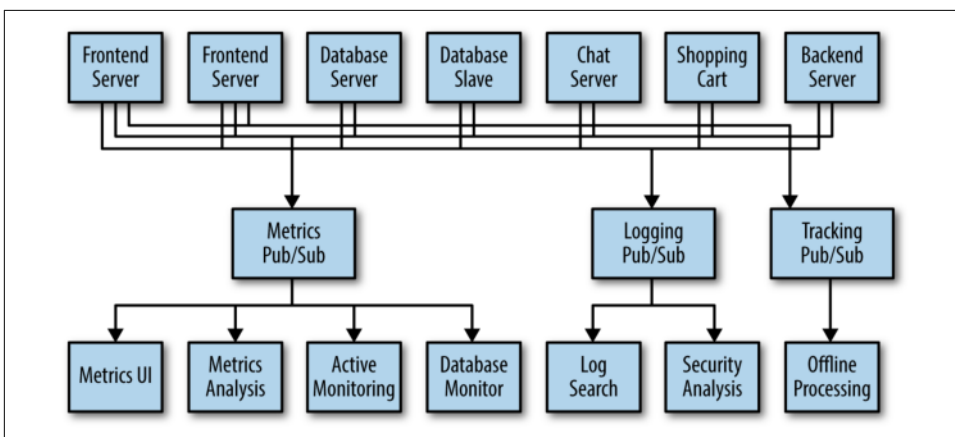 Frontend
Server
Frontend
Server
Database
Server
Database
Slave
Chat
Server
Shopping
Cart
Backend
Server
Metrics
Pub/Sub
Logging
Pub/Sub
Tracking
Pub/Sub
Metrics UI
Metrics
Analysis
Active
Monitoring
Database
Monitor
Log
Search
Security
Analysis
Offline
Processing